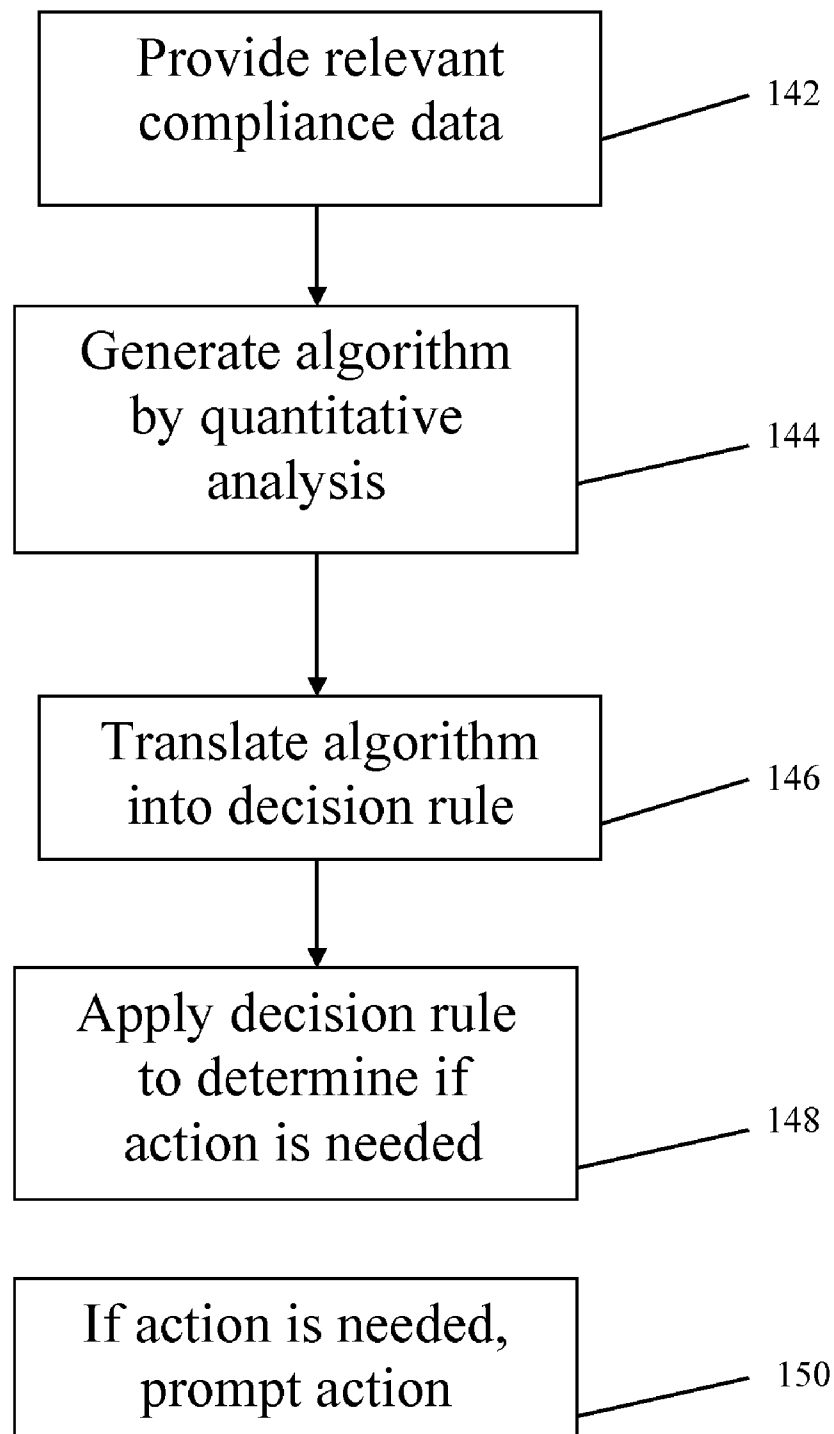 Provide relevant
compliance data
142
Generate algorithm
by quantitative
analysis
144
Translate algorithm
into decision rule
146
Apply decision rule
to determine if
action is needed
148
If action is needed,
prompt action
150